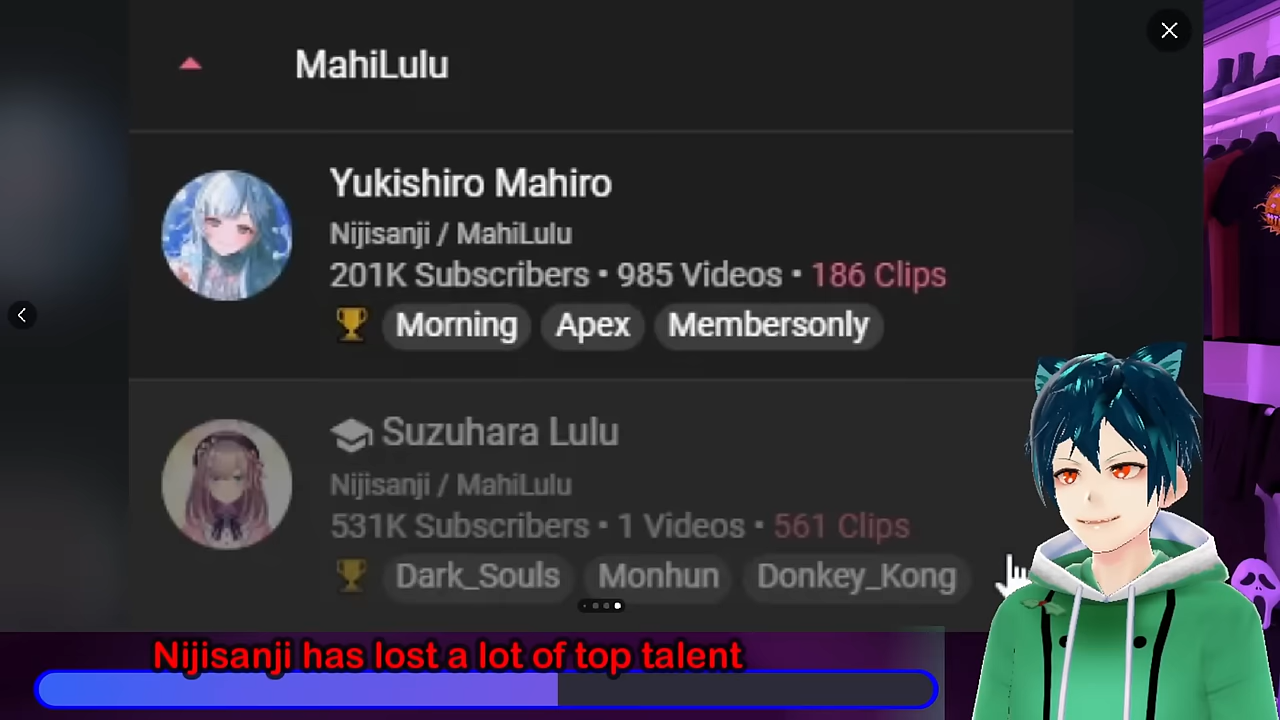 MahiLulu
Yukishiro Mahiro
Nijisanji / MahiLulu
201K Subscribers • 985 Videos • 186 Clips
Morning Apex Membersonly
Suzuhara Lulu
Nijisanji / MahiLulu
531K Subscribers • 1 Videos • 561 Clips
Dark_Souls Monhun Donkey_Kong
Nijisanji has lost a lot of top talent